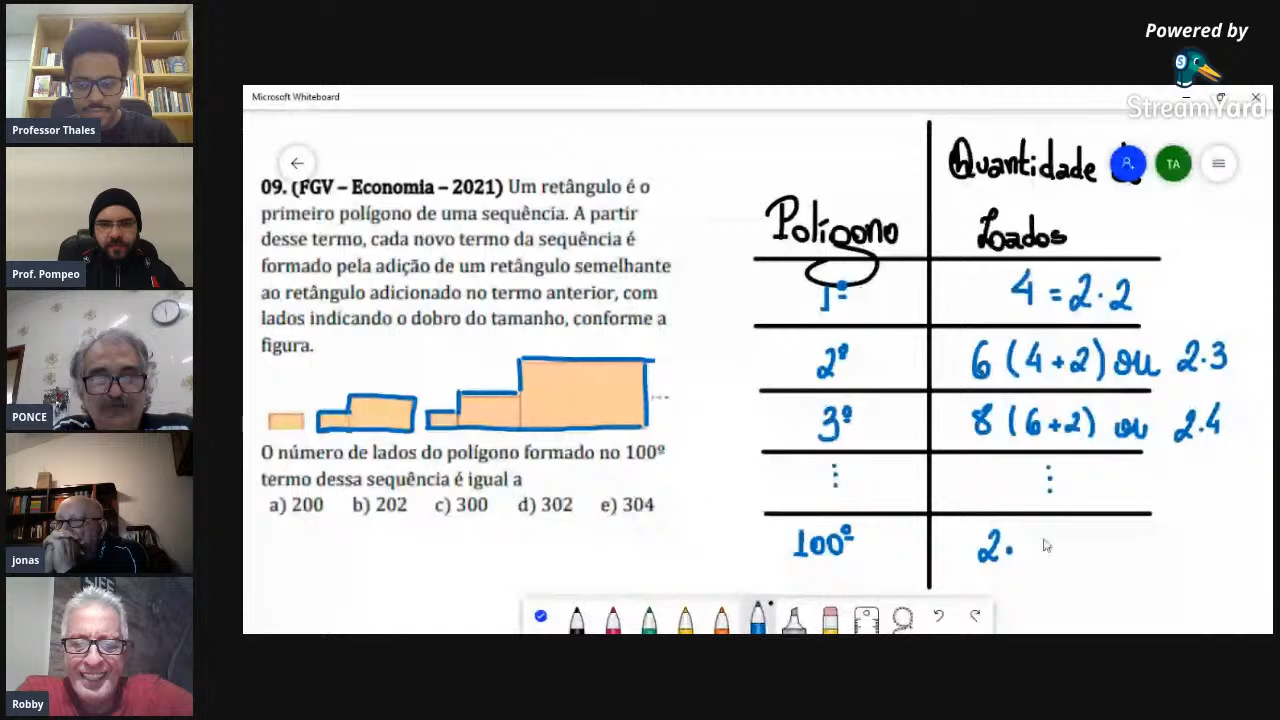 Powered by
StreamYard
Professor Thales
Prof. Pompeo
PONCE
jonas
Robby
Microsoft Whiteboard
TA
09. (FGV – Economia – 2021) Um retângulo é o
primeiro polígono de uma sequência. A partir
desse termo, cada novo termo da sequência é
formado pela adição de um retângulo semelhante
ao retângulo adicionado no termo anterior, com
lados indicando o dobro do tamanho, conforme a
figura.
O número de lados do polígono formado no 100º
termo dessa sequência é igual a
a) 200 b) 202 c) 300 d) 302 e) 304
Quantidade
Polígono Lados
1º 4 = 2·2
2º 6 (4+2) ou 2·3
3º 8 (6+2) ou 2·4
⋮ ⋮
100º 2·